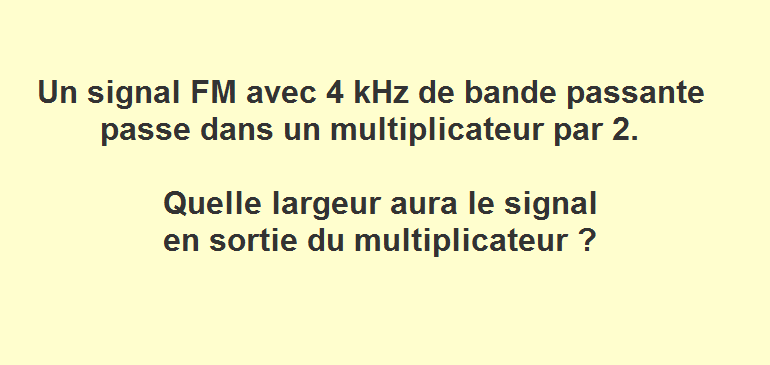 Un signal FM avec 4 kHz de bande passante
passe dans un multiplicateur par 2.
Quelle largeur aura le signal
en sortie du multiplicateur ?